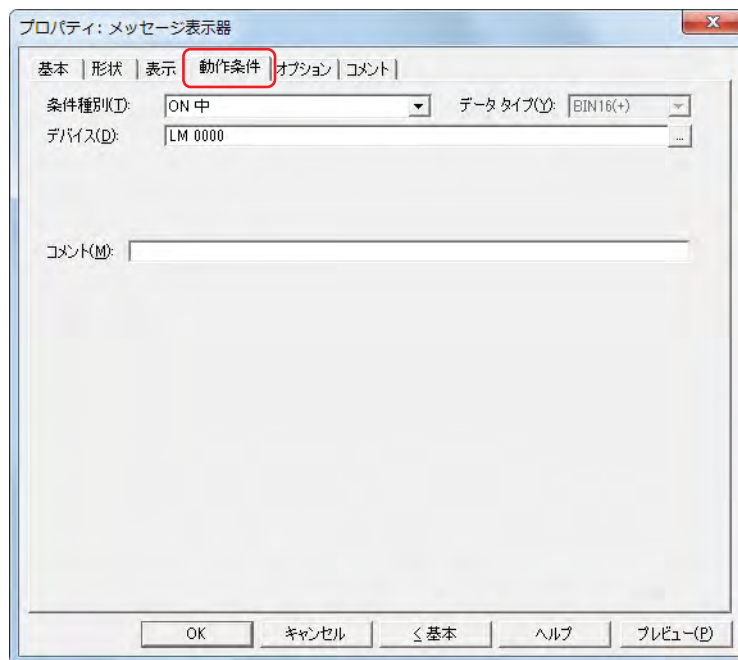 プロパティ: メッセージ表示器
基本 形状 表示 動作条件 オプション コメント
条件種別(T): ON 中 データ タイプ(Y): BIN16(+)
デバイス(D): LM 0000 ...
コメント(M):
OK キャンセル < 基本 ヘルプ プレビュー(P)